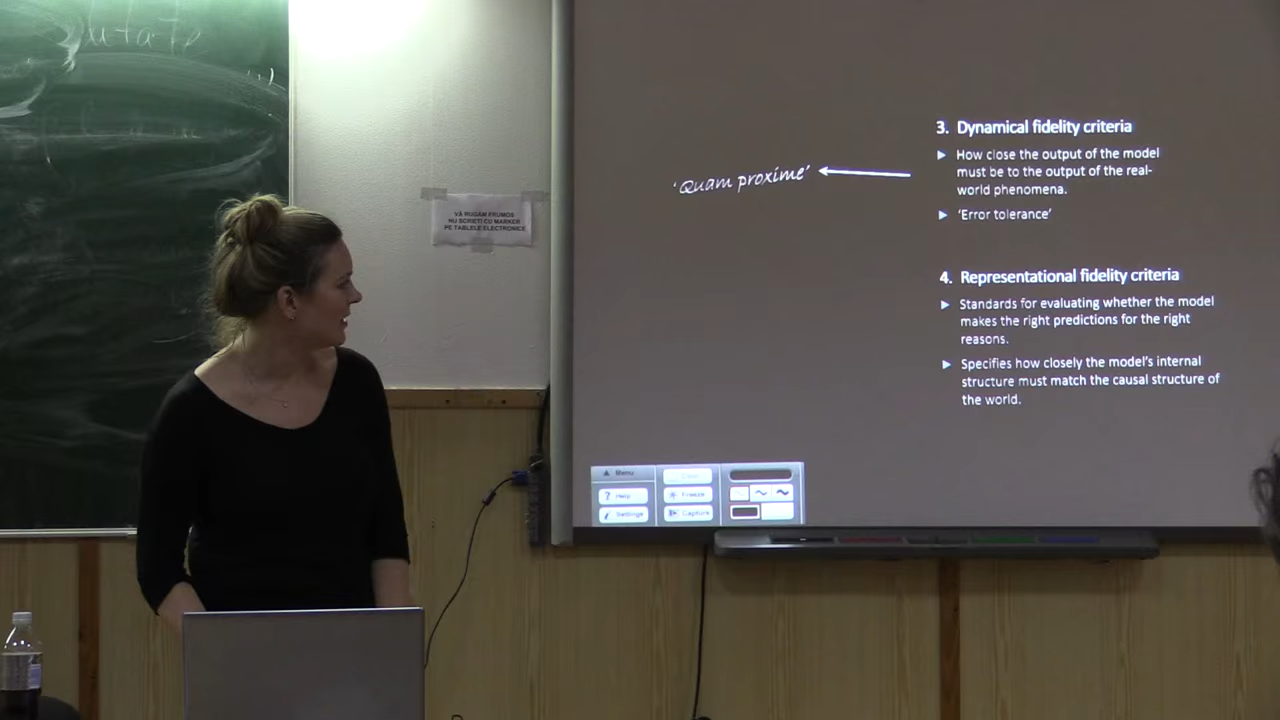 VĂ RUGĂM FRUMOS
NU SCRIEȚI CU MARKER
PE TABLELE ELECTRONICE
'Quam proxime'
3. Dynamical fidelity criteria
▶ How close the output of the model
must be to the output of the real-
world phenomena.
▶ 'Error tolerance'
4. Representational fidelity criteria
▶ Standards for evaluating whether the model
makes the right predictions for the right
reasons.
▶ Specifies how closely the model's internal
structure must match the causal structure of
the world.
Menu
? Help
Freeze
Settings
Capture